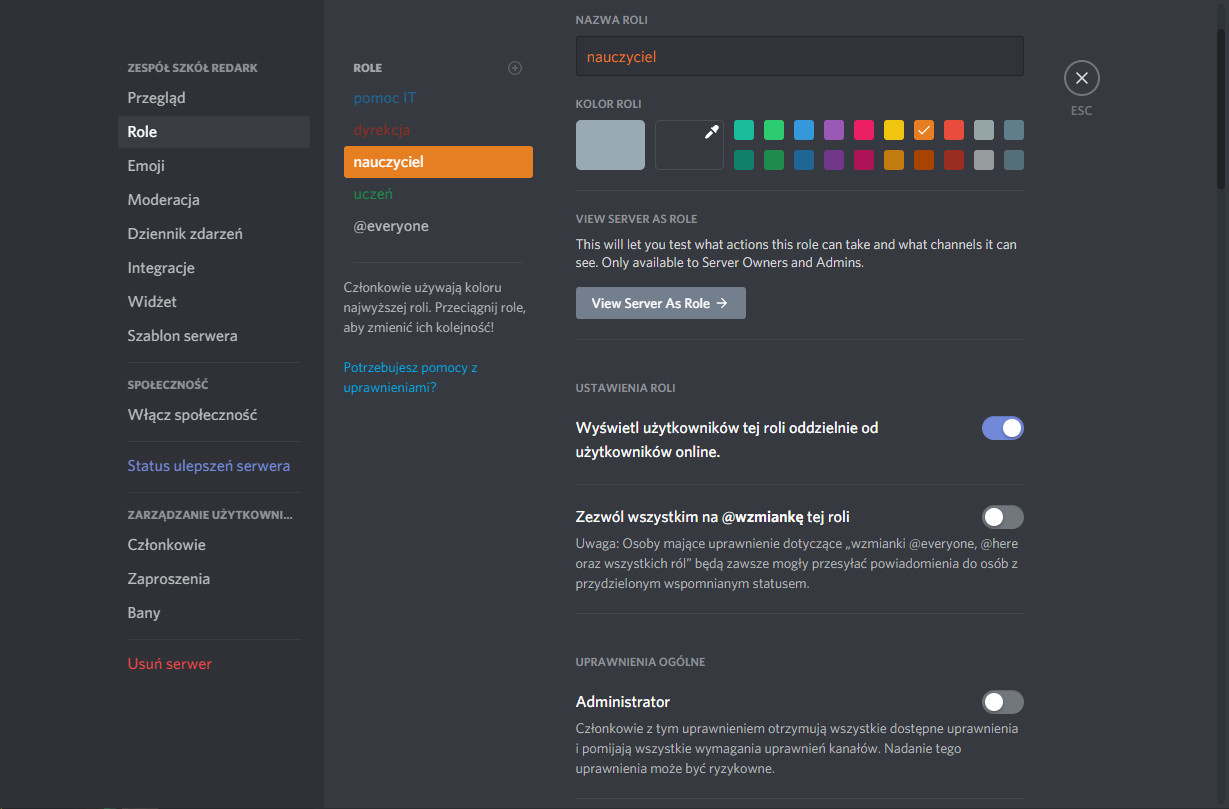 ZESPÓŁ SZKÓŁ REDARK
Przegląd
Role
Emoji
Moderacja
Dziennik zdarzeń
Integracje
Widżet
Szablon serwera
SPOŁECZNOŚĆ
Włącz społeczność
Status ulepszeń serwera
ZARZĄDZANIE UŻYTKOWNI...
Członkowie
Zaproszenia
Bany
Usuń serwer
ROLE
pomoc IT
dyrekcja
nauczyciel
uczeń
@everyone
Członkowie używają koloru
najwyższej roli. Przeciągnij role,
aby zmienić ich kolejność!
Potrzebujesz pomocy z
uprawnieniami?
NAZWA ROLI
nauczyciel
KOLOR ROLI
VIEW SERVER AS ROLE
This will let you test what actions this role can take and what channels it can
see. Only available to Server Owners and Admins.
View Server As Role →
USTAWIENIA ROLI
Wyświetl użytkowników tej roli oddzielnie od
użytkowników online.
Zezwól wszystkim na @wzmiankę tej roli
Uwaga: Osoby mające uprawnienie dotyczące „wzmianki @everyone, @here
oraz wszystkich ról” będą zawsze mogły przesyłać powiadomienia do osób z
przydzielonym wspomnianym statusem.
UPRAWNIENIA OGÓLNE
Administrator
Członkowie z tym uprawnieniem otrzymują wszystkie dostępne uprawnienia
i pomijają wszystkie wymagania uprawnień kanałów. Nadanie tego
uprawnienia może być ryzykowne.
ESC